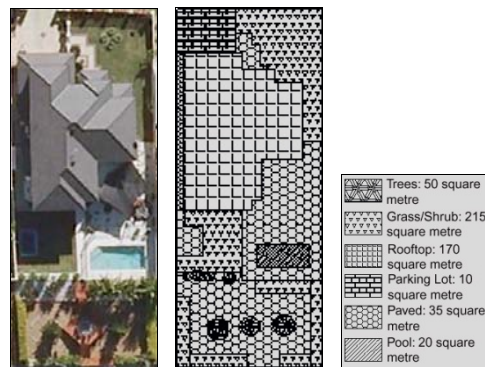 Trees: 50 square
metre
Grass/Shrub: 215
square metre
Rooftop: 170
square metre
Parking Lot: 10
square metre
Paved: 35 square
metre
Pool: 20 square
metre